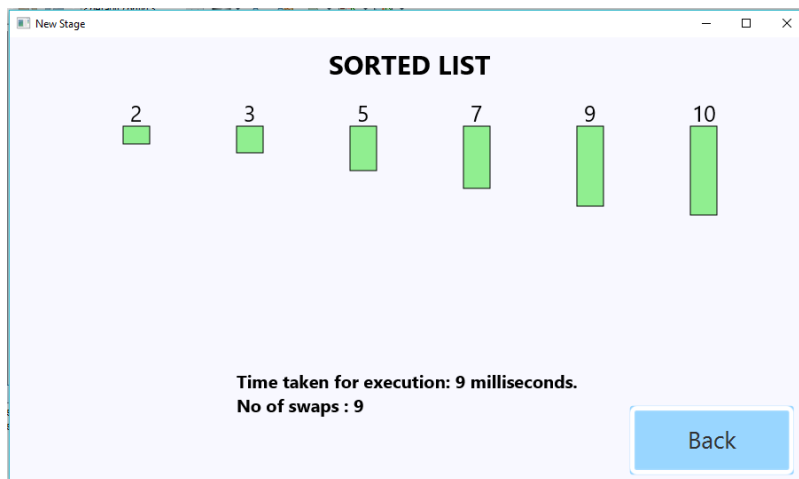 New Stage
SORTED LIST
2 3 5 7 9 10
Time taken for execution: 9 milliseconds.
No of swaps : 9
Back